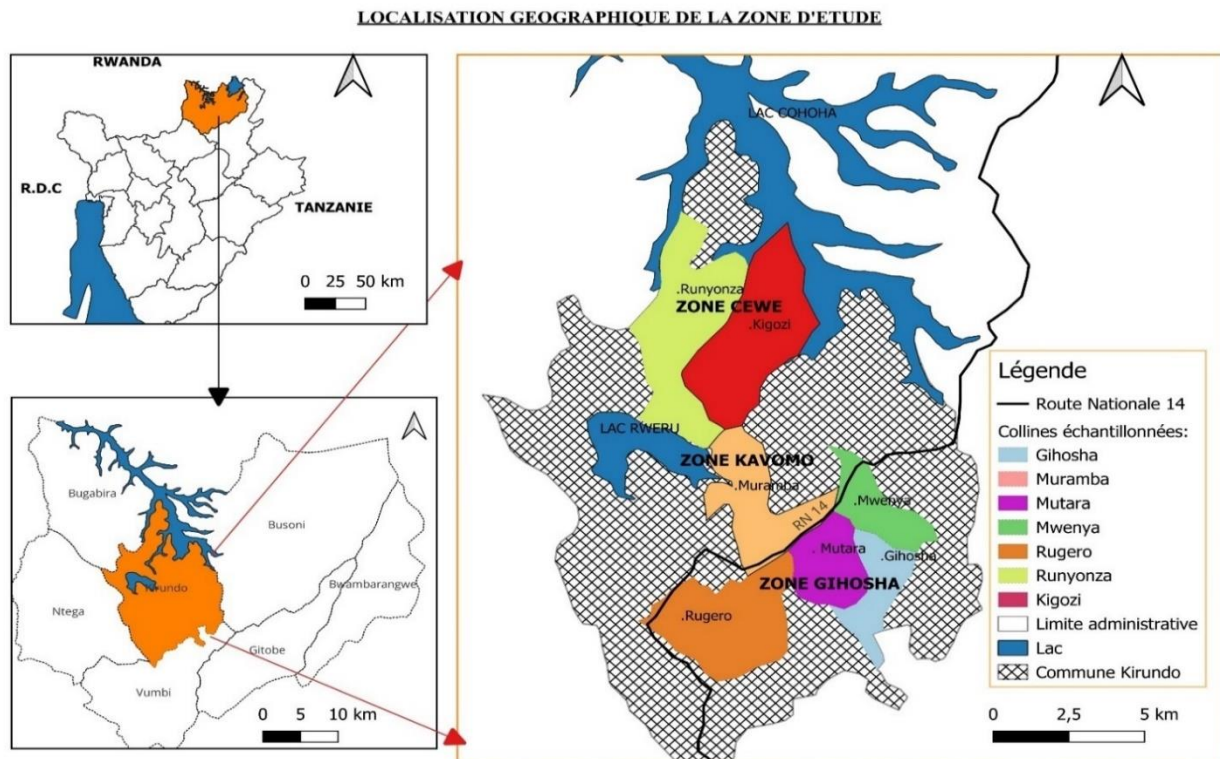 LOCALISATION GEOGRAPHIQUE DE LA ZONE D'ETUDE
RWANDA
R.D.C
TANZANIE
0 25 50 km
Bugabira
Busoni
Bwambarangwe
Ntega
Gitobe
Vumbi
0 5 10 km
LAC COHOHA
.Runyonza
ZONE CEWE
.Kigozi
LAC RWERU
ZONE KAVOMO
.Muramba
RN 14
.Mwenya
. Mutara
.Gihosha
ZONE GIHOSHA
.Rugero
Légende
Route Nationale 14
Collines échantillonnées:
Gihosha
Muramba
Mutara
Mwenya
Rugero
Runyonza
Kigozi
Limite administrative
Lac
Commune Kirundo
0 2,5 5 km